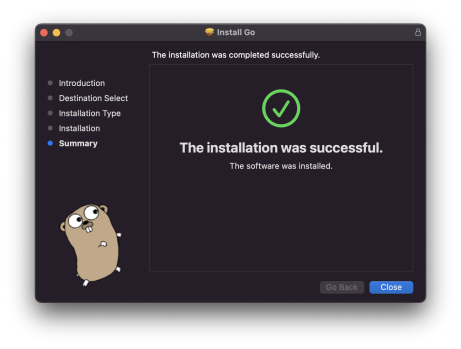 Install Go
The installation was completed successfully.
Introduction
Destination Select
Installation Type
Installation
Summary
The installation was successful.
The software was installed.
Go Back
Close